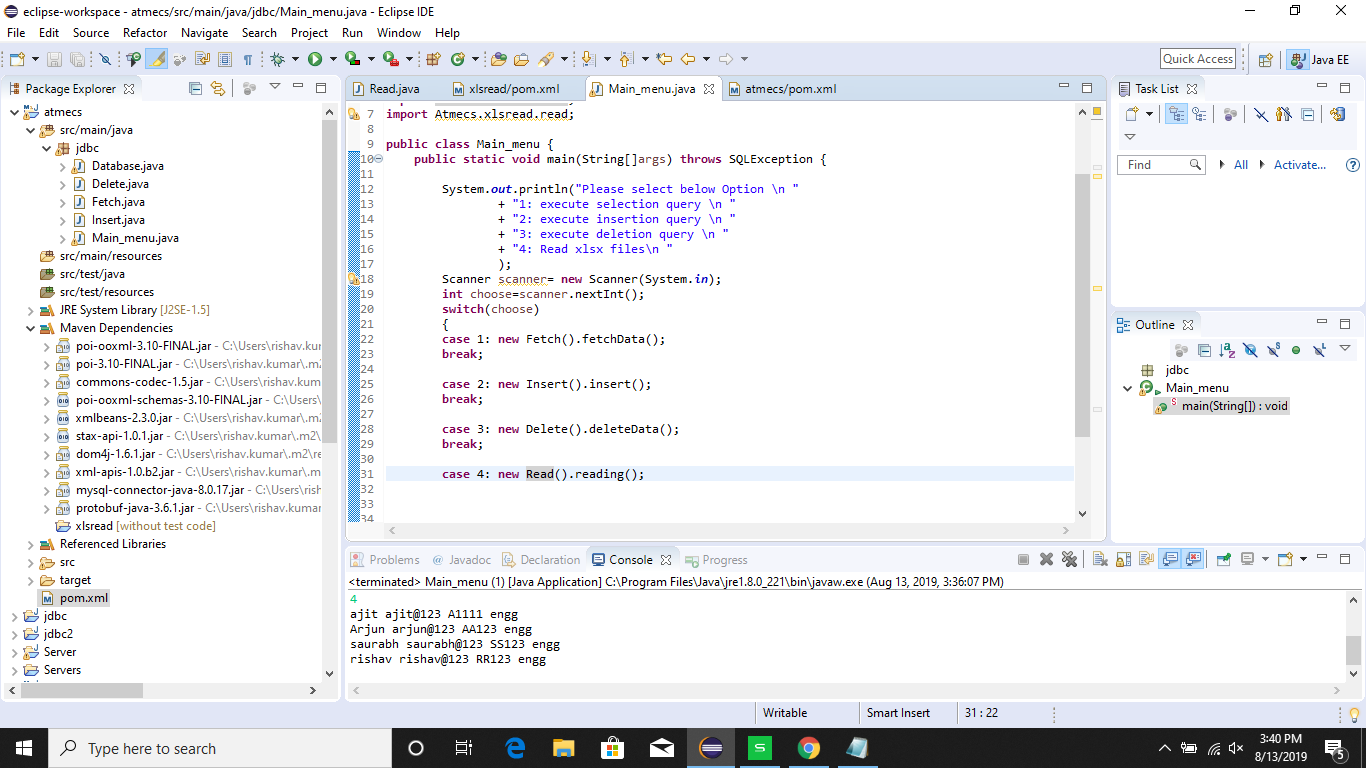 eclipse-workspace - atmecs/src/main/java/jdbc/Main_menu.java - Eclipse IDE
File Edit Source Refactor Navigate Search Project Run Window Help
Quick Access
Java EE
Package Explorer
atmecs
src/main/java
jdbc
Database.java
Delete.java
Fetch.java
Insert.java
Main_menu.java
src/main/resources
src/test/java
src/test/resources
JRE System Library [J2SE-1.5]
Maven Dependencies
poi-ooxml-3.10-FINAL.jar - C:\Users\rishav.kumar
poi-3.10-FINAL.jar - C:\Users\rishav.kumar\.m2
commons-codec-1.5.jar - C:\Users\rishav.kum
poi-ooxml-schemas-3.10-FINAL.jar - C:\Users
xmlbeans-2.3.0.jar - C:\Users\rishav.kumar\.m
stax-api-1.0.1.jar - C:\Users\rishav.kumar\.m2\
dom4j-1.6.1.jar - C:\Users\rishav.kumar\.m2\re
xml-apis-1.0.b2.jar - C:\Users\rishav.kumar\.m
mysql-connector-java-8.0.17.jar - C:\Users\rish
protobuf-java-3.6.1.jar - C:\Users\rishav.kumar
xlsread [without test code]
Referenced Libraries
src
target
pom.xml
jdbc
jdbc2
Server
Servers
Read.java xlsread/pom.xml Main_menu.java atmecs/pom.xml
7 import Atmecs.xlsread.read;
8
9 public class Main_menu {
10 public static void main(String[]args) throws SQLException {
11
12 System.out.println("Please select below Option \n "
13 + "1: execute selection query \n "
14 + "2: execute insertion query \n "
15 + "3: execute deletion query \n "
16 + "4: Read xlsx files\n "
17 );
18 Scanner scanner= new Scanner(System.in);
19 int choose=scanner.nextInt();
20 switch(choose)
21 {
22 case 1: new Fetch().fetchData();
23 break;
24
25 case 2: new Insert().insert();
26 break;
27
28 case 3: new Delete().deleteData();
29 break;
30
31 case 4: new Read().reading();
32
33
34
Task List
Find All Activate...
Outline
jdbc
Main_menu
main(String[]) : void
Problems Javadoc Declaration Console Progress
<terminated> Main_menu (1) [Java Application] C:\Program Files\Java\jre1.8.0_221\bin\javaw.exe (Aug 13, 2019, 3:36:07 PM)
4
ajit ajit@123 A1111 engg
Arjun arjun@123 AA123 engg
saurabh saurabh@123 SS123 engg
rishav rishav@123 RR123 engg
Writable Smart Insert 31 : 22
Type here to search
3:40 PM
8/13/2019
5